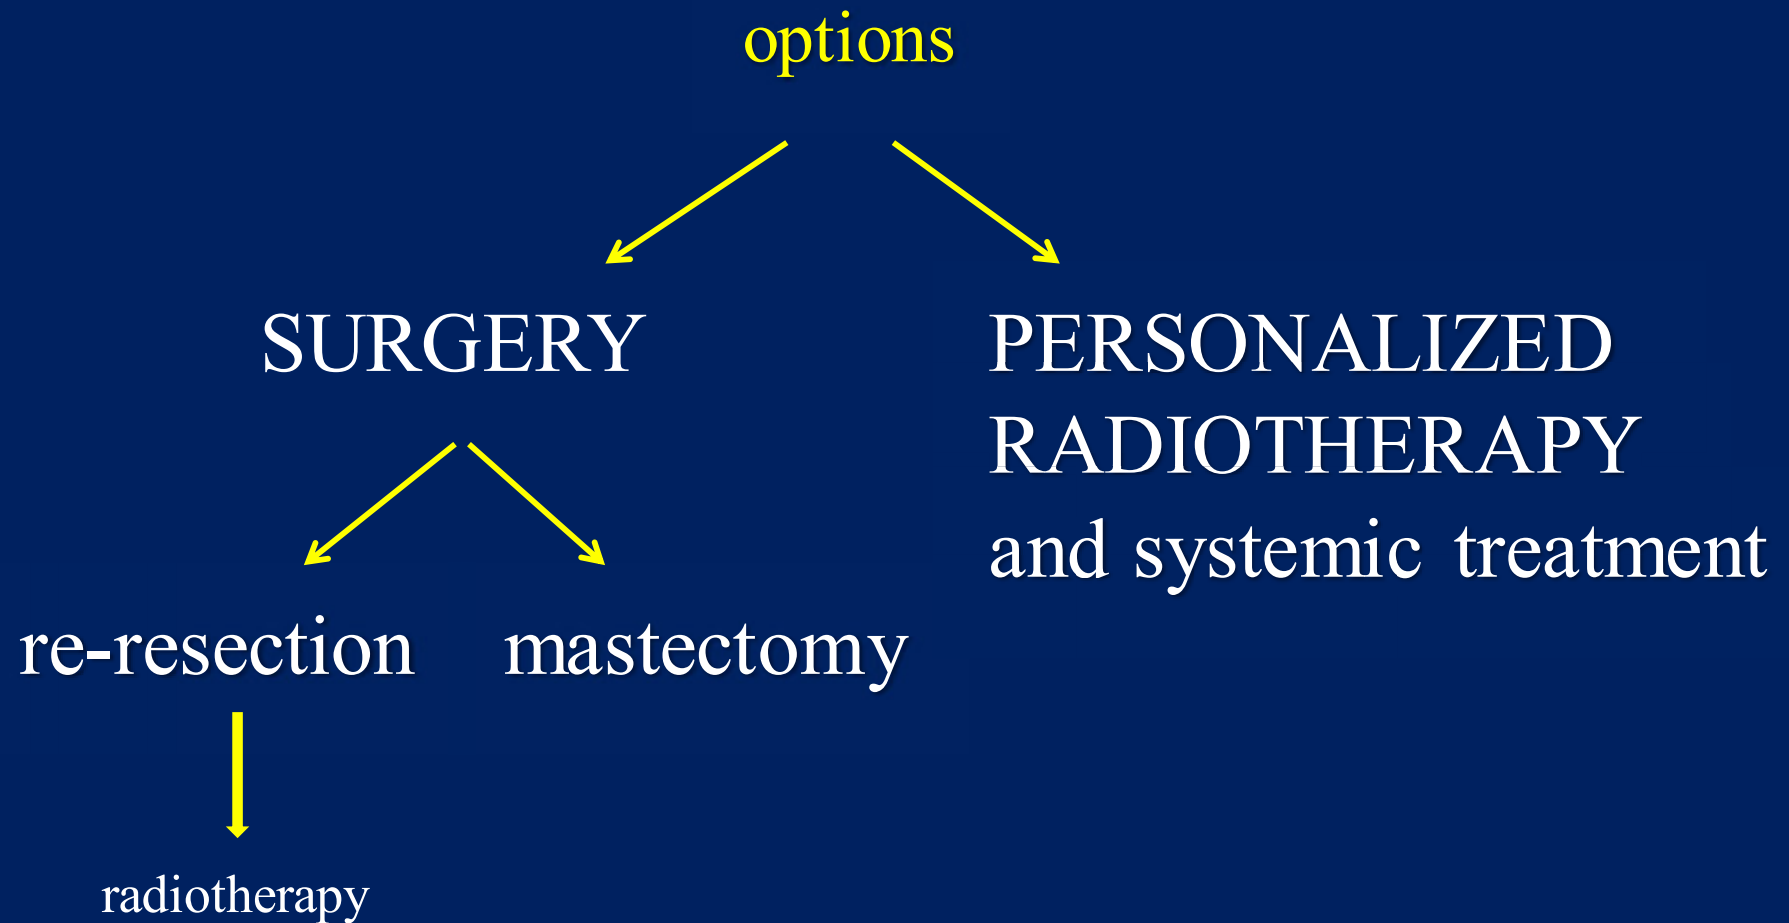 options
SURGERY
PERSONALIZED
RADIOTHERAPY
and systemic treatment
re-resection
mastectomy
radiotherapy